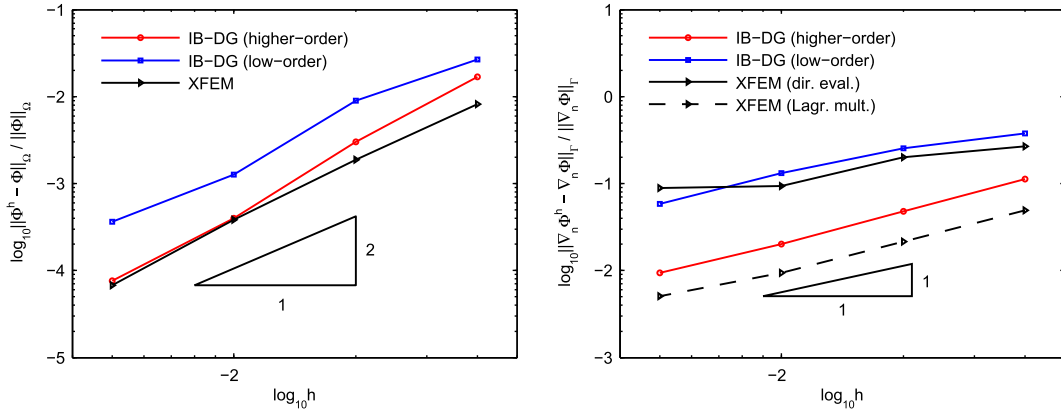 −1
−2
−3
−4
−5
IB−DG (higher−order)
IB−DG (low−order)
XFEM
2
1
−2
log10h
log10||Φh − Φ||Ω / ||Φ||Ω
1
0
−1
−2
−3
IB−DG (higher−order)
IB−DG (low−order)
XFEM (dir. eval.)
XFEM (Lagr. mult.)
1
1
−2
log10h
log10||∇nΦh − ∇nΦ||Γ / ||∇nΦ||Γ